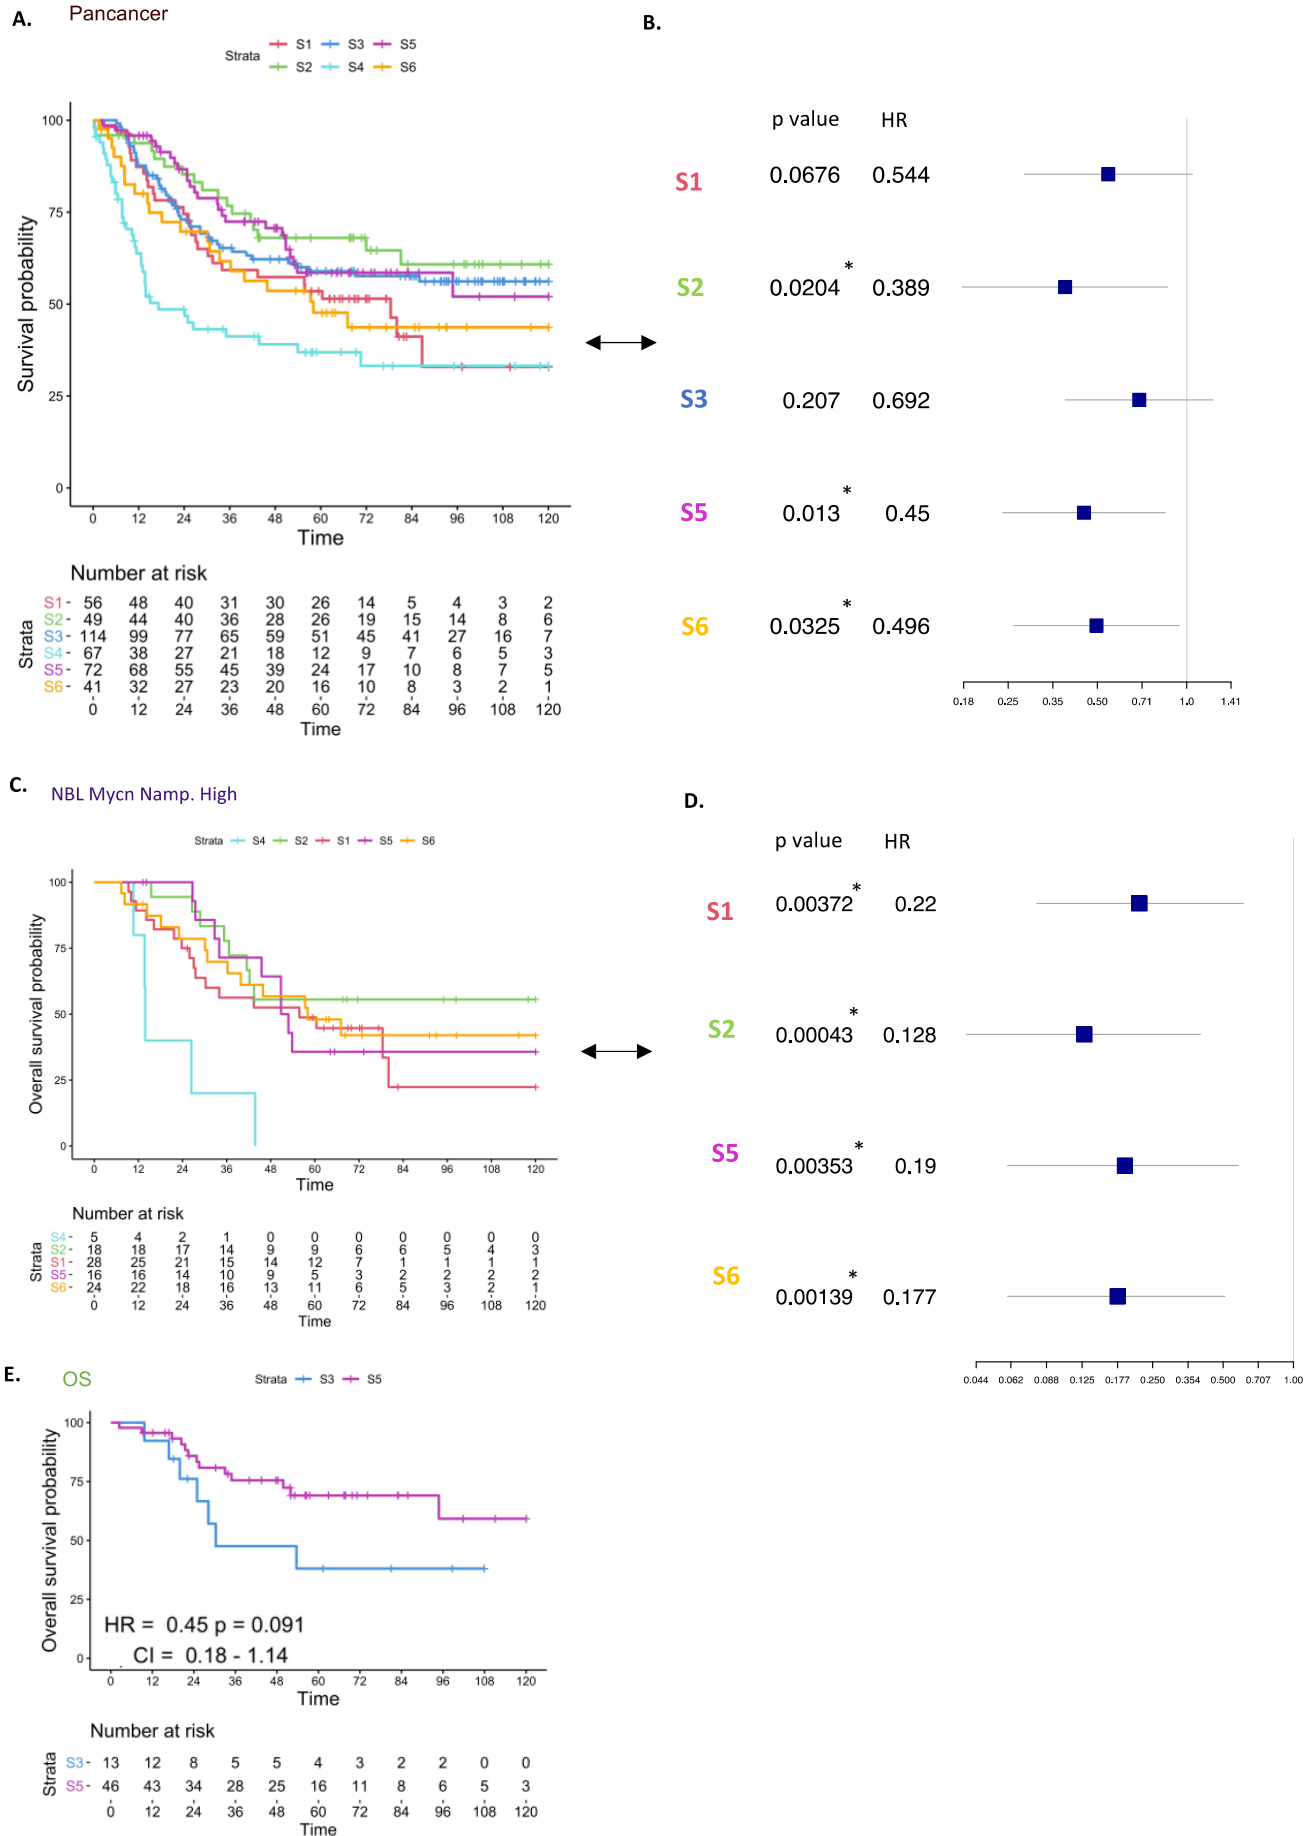 A. Pancancer
Strata S1 S3 S5
S2 S4 S6
Survival probability
100
75
50
25
0
0 12 24 36 48 60 72 84 96 108 120
Time
Number at risk
Strata
S1 56 48 40 31 30 26 14 5 4 3 2
S2 49 44 40 36 28 26 19 15 14 8 6
S3 114 99 77 65 59 51 45 41 27 16 7
S4 67 38 27 21 18 12 9 7 6 5 3
S5 72 68 55 45 39 24 17 10 8 7 5
S6 41 32 27 23 20 16 10 8 3 2 1
0 12 24 36 48 60 72 84 96 108 120
Time
B.
p value HR
S1 0.0676 0.544
S2 0.0204* 0.389
S3 0.207 0.692
S5 0.013* 0.45
S6 0.0325* 0.496
0.18 0.25 0.35 0.50 0.71 1.0 1.41
C. NBL Mycn Namp. High
Strata S4 S2 S1 S5 S6
Overall survival probability
100
75
50
25
0
0 12 24 36 48 60 72 84 96 108 120
Time
Number at risk
Strata
S4 5 4 2 1 0 0 0 0 0 0 0
S2 18 18 17 14 9 9 6 6 5 4 3
S1 28 25 21 15 14 12 7 1 1 1 1
S5 16 16 14 10 9 5 3 2 2 2 2
S6 24 22 18 16 13 11 6 5 3 2 1
0 12 24 36 48 60 72 84 96 108 120
Time
D.
p value HR
S1 0.00372* 0.22
S2 0.00043* 0.128
S5 0.00353* 0.19
S6 0.00139* 0.177
0.044 0.062 0.088 0.125 0.177 0.250 0.354 0.500 0.707 1.00
E. OS
Strata S3 S5
Overall survival probability
100
75
50
25
0
HR = 0.45 p = 0.091
CI = 0.18 - 1.14
0 12 24 36 48 60 72 84 96 108 120
Time
Number at risk
Strata
S3 13 12 8 5 5 4 3 2 2 0 0
S5 46 43 34 28 25 16 11 8 6 5 3
0 12 24 36 48 60 72 84 96 108 120
Time